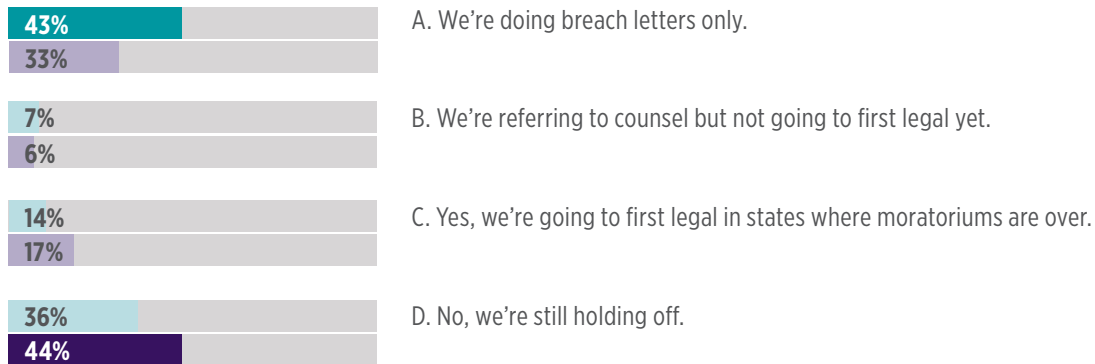 43% A. We’re doing breach letters only.
33%
7% B. We’re referring to counsel but not going to first legal yet.
6%
14% C. Yes, we’re going to first legal in states where moratoriums are over.
17%
36% D. No, we’re still holding off.
44%